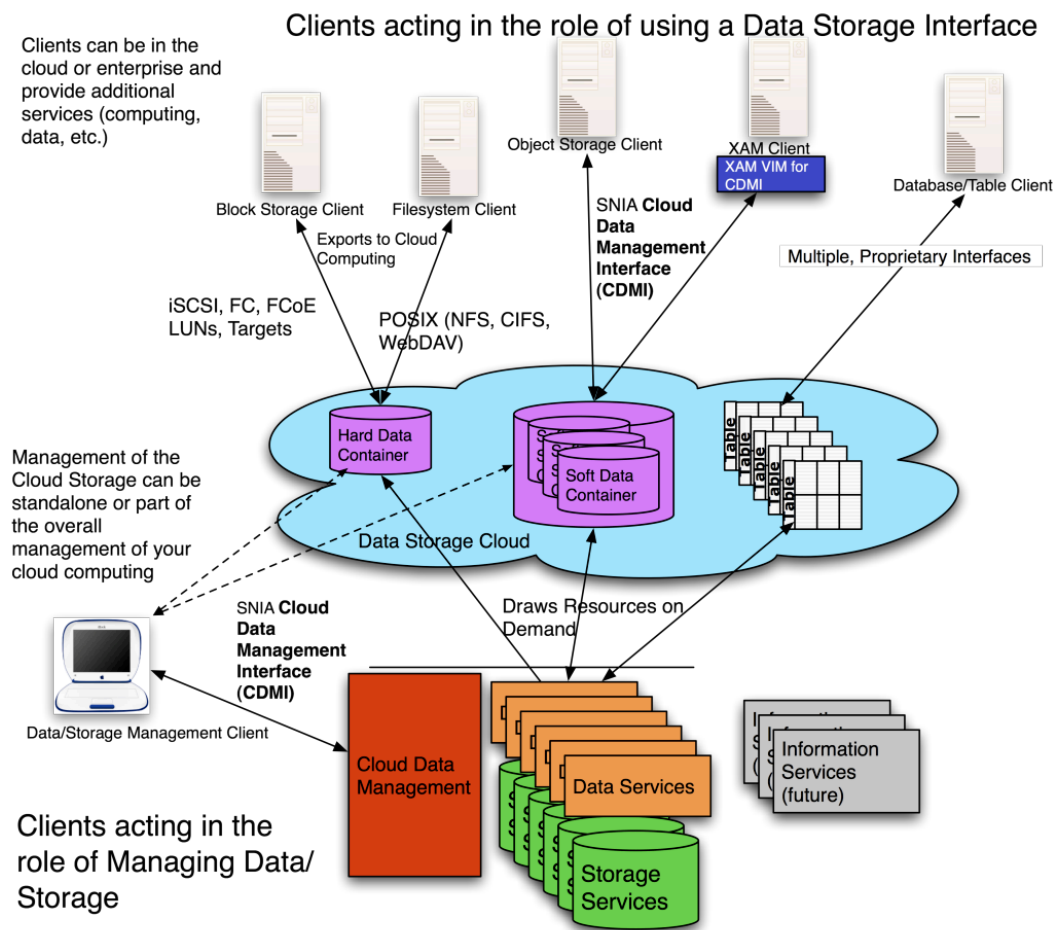 Clients acting in the role of using a Data Storage Interface
Clients can be in the
cloud or enterprise and
provide additional
services (computing,
data, etc.)
Block Storage Client
Filesystem Client
Object Storage Client
XAM Client
XAM VIM for
CDMI
Database/Table Client
Exports to Cloud
Computing
SNIA Cloud
Data
Management
Interface
(CDMI)
Multiple, Proprietary Interfaces
iSCSI, FC, FCoE
LUNs, Targets
POSIX (NFS, CIFS,
WebDAV)
Hard Data
Container
Soft Data
Container
Table
Table
Table
Table
Table
Data Storage Cloud
Management of the
Cloud Storage can be
standalone or part of
the overall
management of your
cloud computing
Draws Resources on
Demand
SNIA Cloud
Data
Management
Interface
(CDMI)
Data/Storage Management Client
Cloud Data
Management
Data Services
Storage
Services
Information
Services
(future)
Clients acting in the
role of Managing Data/
Storage